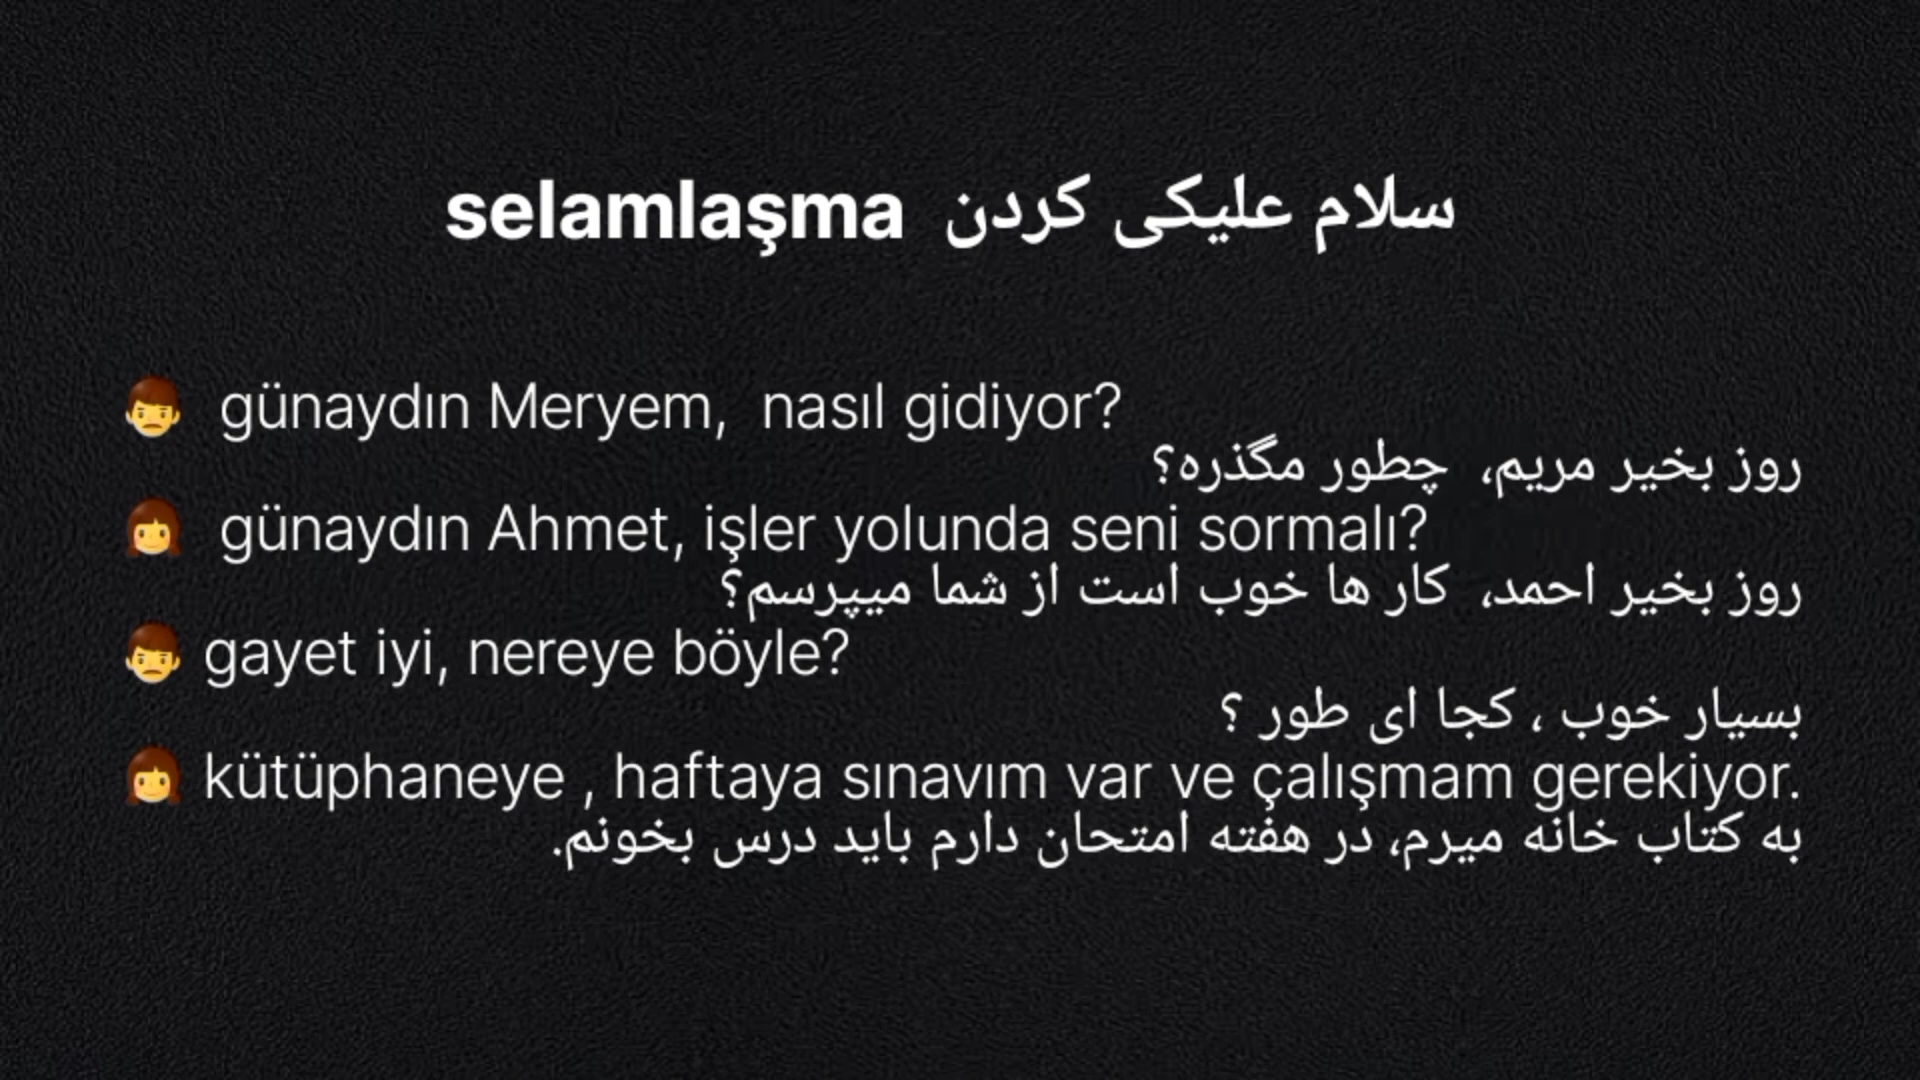 selamlaşma سلام علیکی کردن
günaydın Meryem, nasıl gidiyor?
روز بخیر مریم، چطور مگذره؟
günaydın Ahmet, işler yolunda seni sormalı?
روز بخیر احمد، کار ها خوب است از شما میپرسم؟
gayet iyi, nereye böyle?
بسیار خوب ، کجا ای طور ؟
kütüphaneye , haftaya sınavım var ve çalışmam gerekiyor.
به کتاب خانه میرم، در هفته امتحان دارم باید درس بخونم.